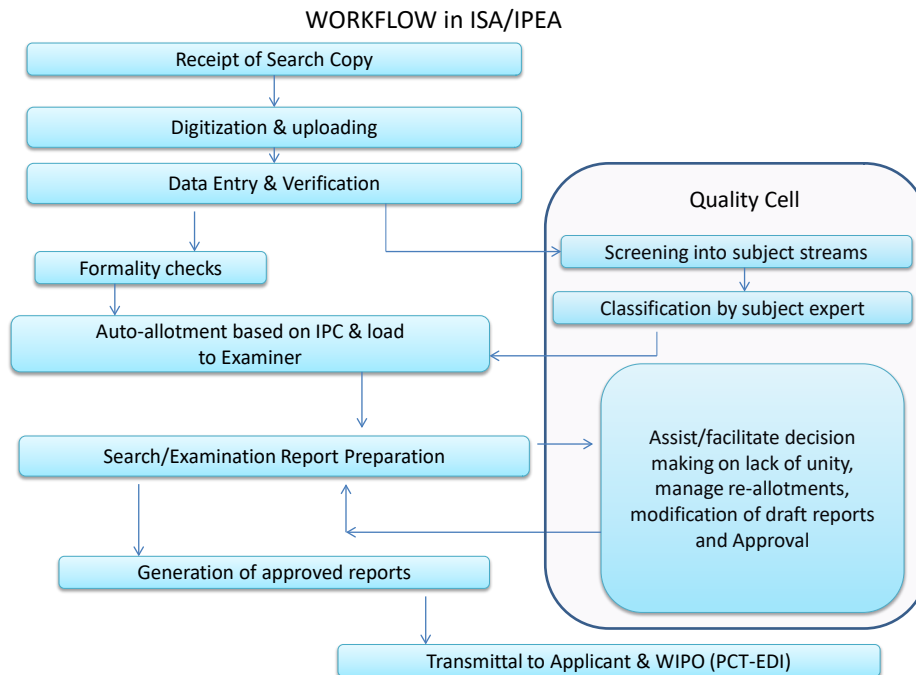 WORKFLOW in ISA/IPEA
Receipt of Search Copy
Digitization & uploading
Data Entry & Verification
Quality Cell
Screening into subject streams
Formality checks
Classification by subject expert
Auto-allotment based on IPC & load
to Examiner
Search/Examination Report Preparation
Assist/facilitate decision
making on lack of unity,
manage re-allotments,
modification of draft reports
and Approval
Generation of approved reports
Transmittal to Applicant & WIPO (PCT-EDI)